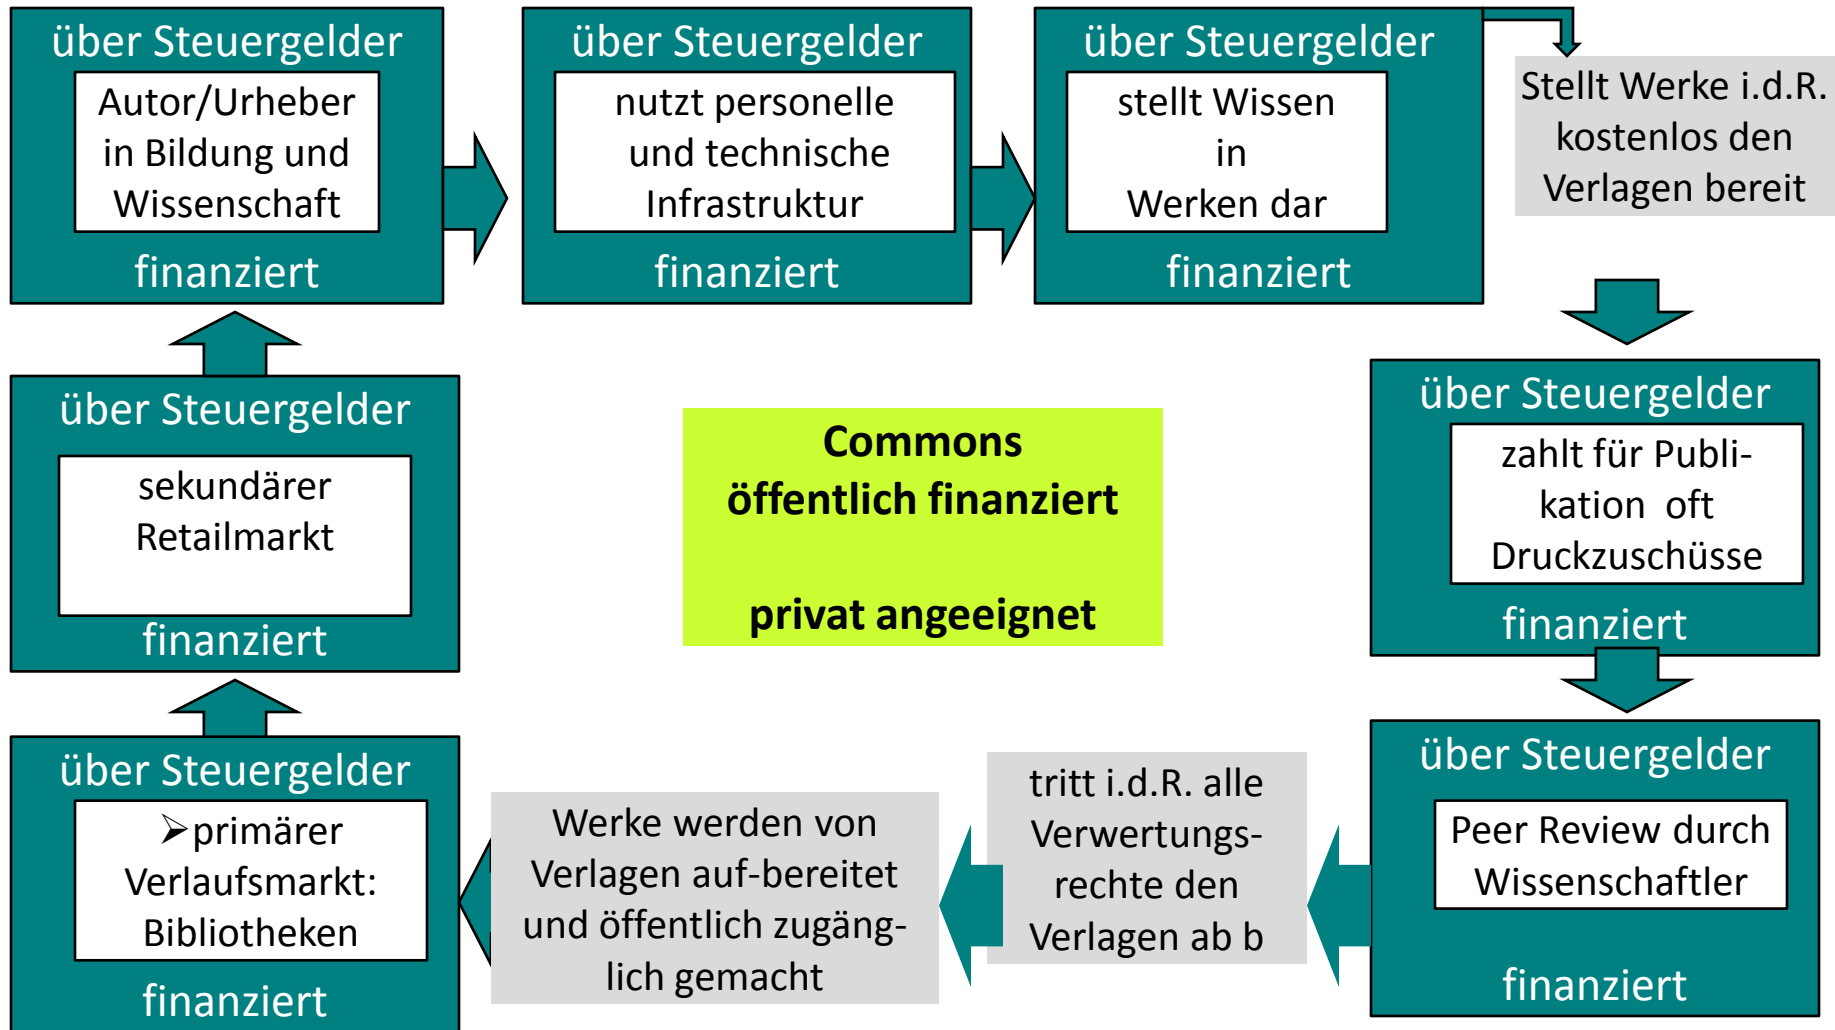 über Steuergelder
Autor/Urheber
in Bildung und
Wissenschaft
finanziert
über Steuergelder
nutzt personelle
und technische
Infrastruktur
finanziert
über Steuergelder
stellt Wissen
in
Werken dar
finanziert
Stellt Werke i.d.R.
kostenlos den
Verlagen bereit
über Steuergelder
zahlt für Publi-
kation oft
Druckzuschüsse
finanziert
über Steuergelder
Peer Review durch
Wissenschaftler
finanziert
tritt i.d.R. alle
Verwertungs-
rechte den
Verlagen ab b
Werke werden von
Verlagen auf-bereitet
und öffentlich zugäng-
lich gemacht
über Steuergelder
➢primärer
Verlaufsmarkt:
Bibliotheken
finanziert
über Steuergelder
sekundärer
Retailmarkt
finanziert
Commons
öffentlich finanziert
privat angeeignet